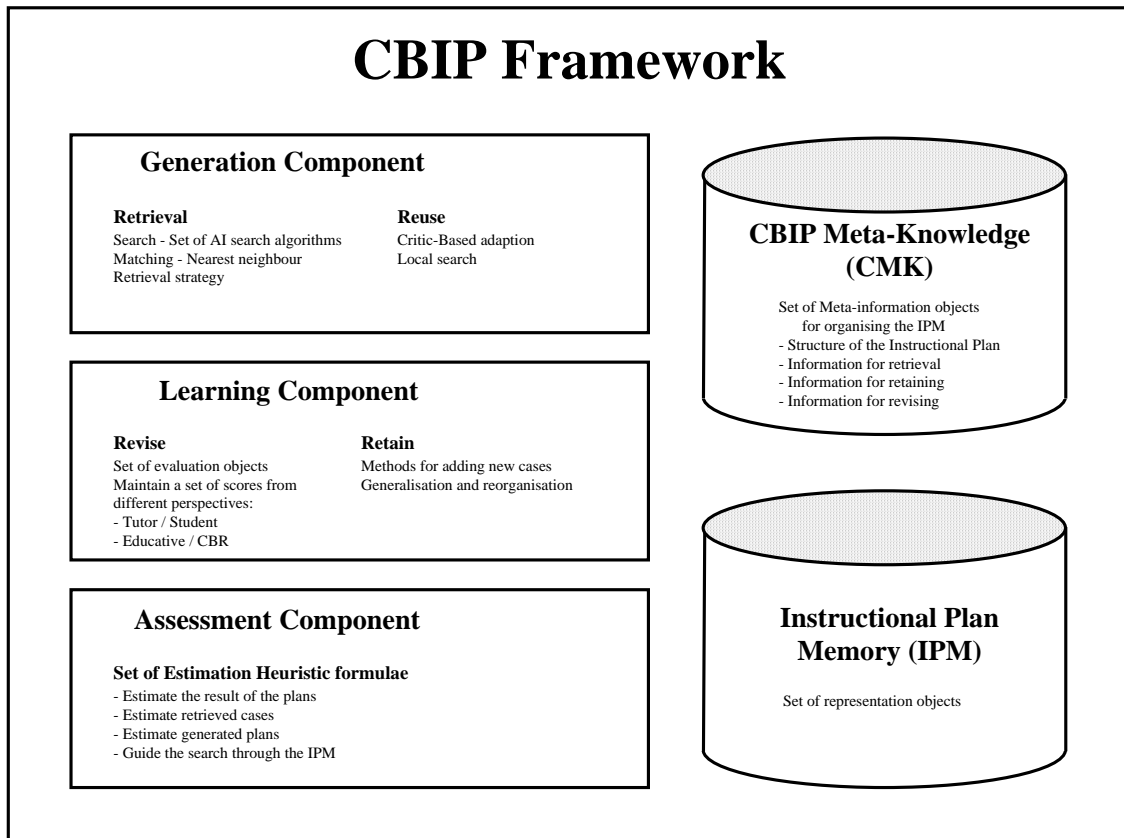 CBIP Framework
Generation Component
Retrieval
Search - Set of AI search algorithms
Matching - Nearest neighbour
Retrieval strategy
Reuse
Critic-Based adaption
Local search
Learning Component
Revise
Set of evaluation objects
Maintain a set of scores from
different perspectives:
- Tutor / Student
- Educative / CBR
Retain
Methods for adding new cases
Generalisation and reorganisation
Assessment Component
Set of Estimation Heuristic formulae
- Estimate the result of the plans
- Estimate retrieved cases
- Estimate generated plans
- Guide the search through the IPM
CBIP Meta-Knowledge
(CMK)
Set of Meta-information objects
for organising the IPM
- Structure of the Instructional Plan
- Information for retrieval
- Information for retaining
- Information for revising
Instructional Plan
Memory (IPM)
Set of representation objects